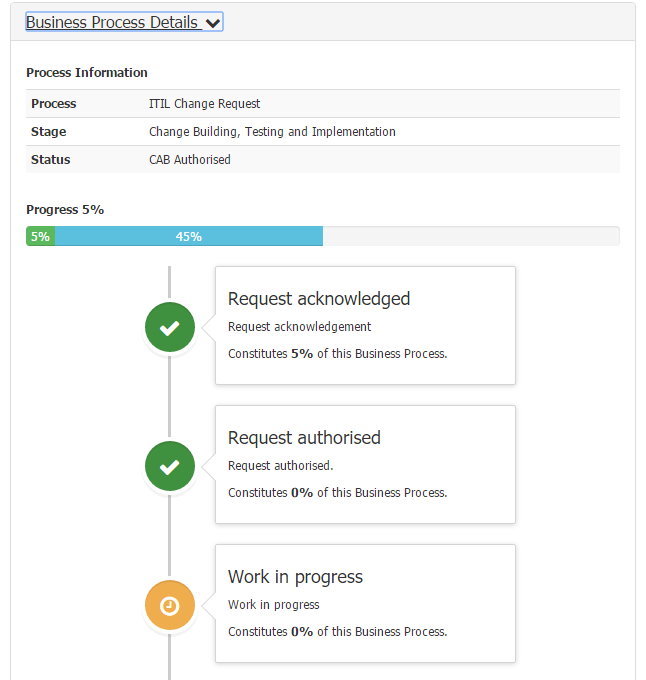 Business Process Details
Process Information
Process ITIL Change Request
Stage Change Building, Testing and Implementation
Status CAB Authorised
Progress 5%
5% 45%
Request acknowledged
Request acknowledgement
Constitutes 5% of this Business Process.
Request authorised
Request authorised.
Constitutes 0% of this Business Process.
Work in progress
Work in progress
Constitutes 0% of this Business Process.